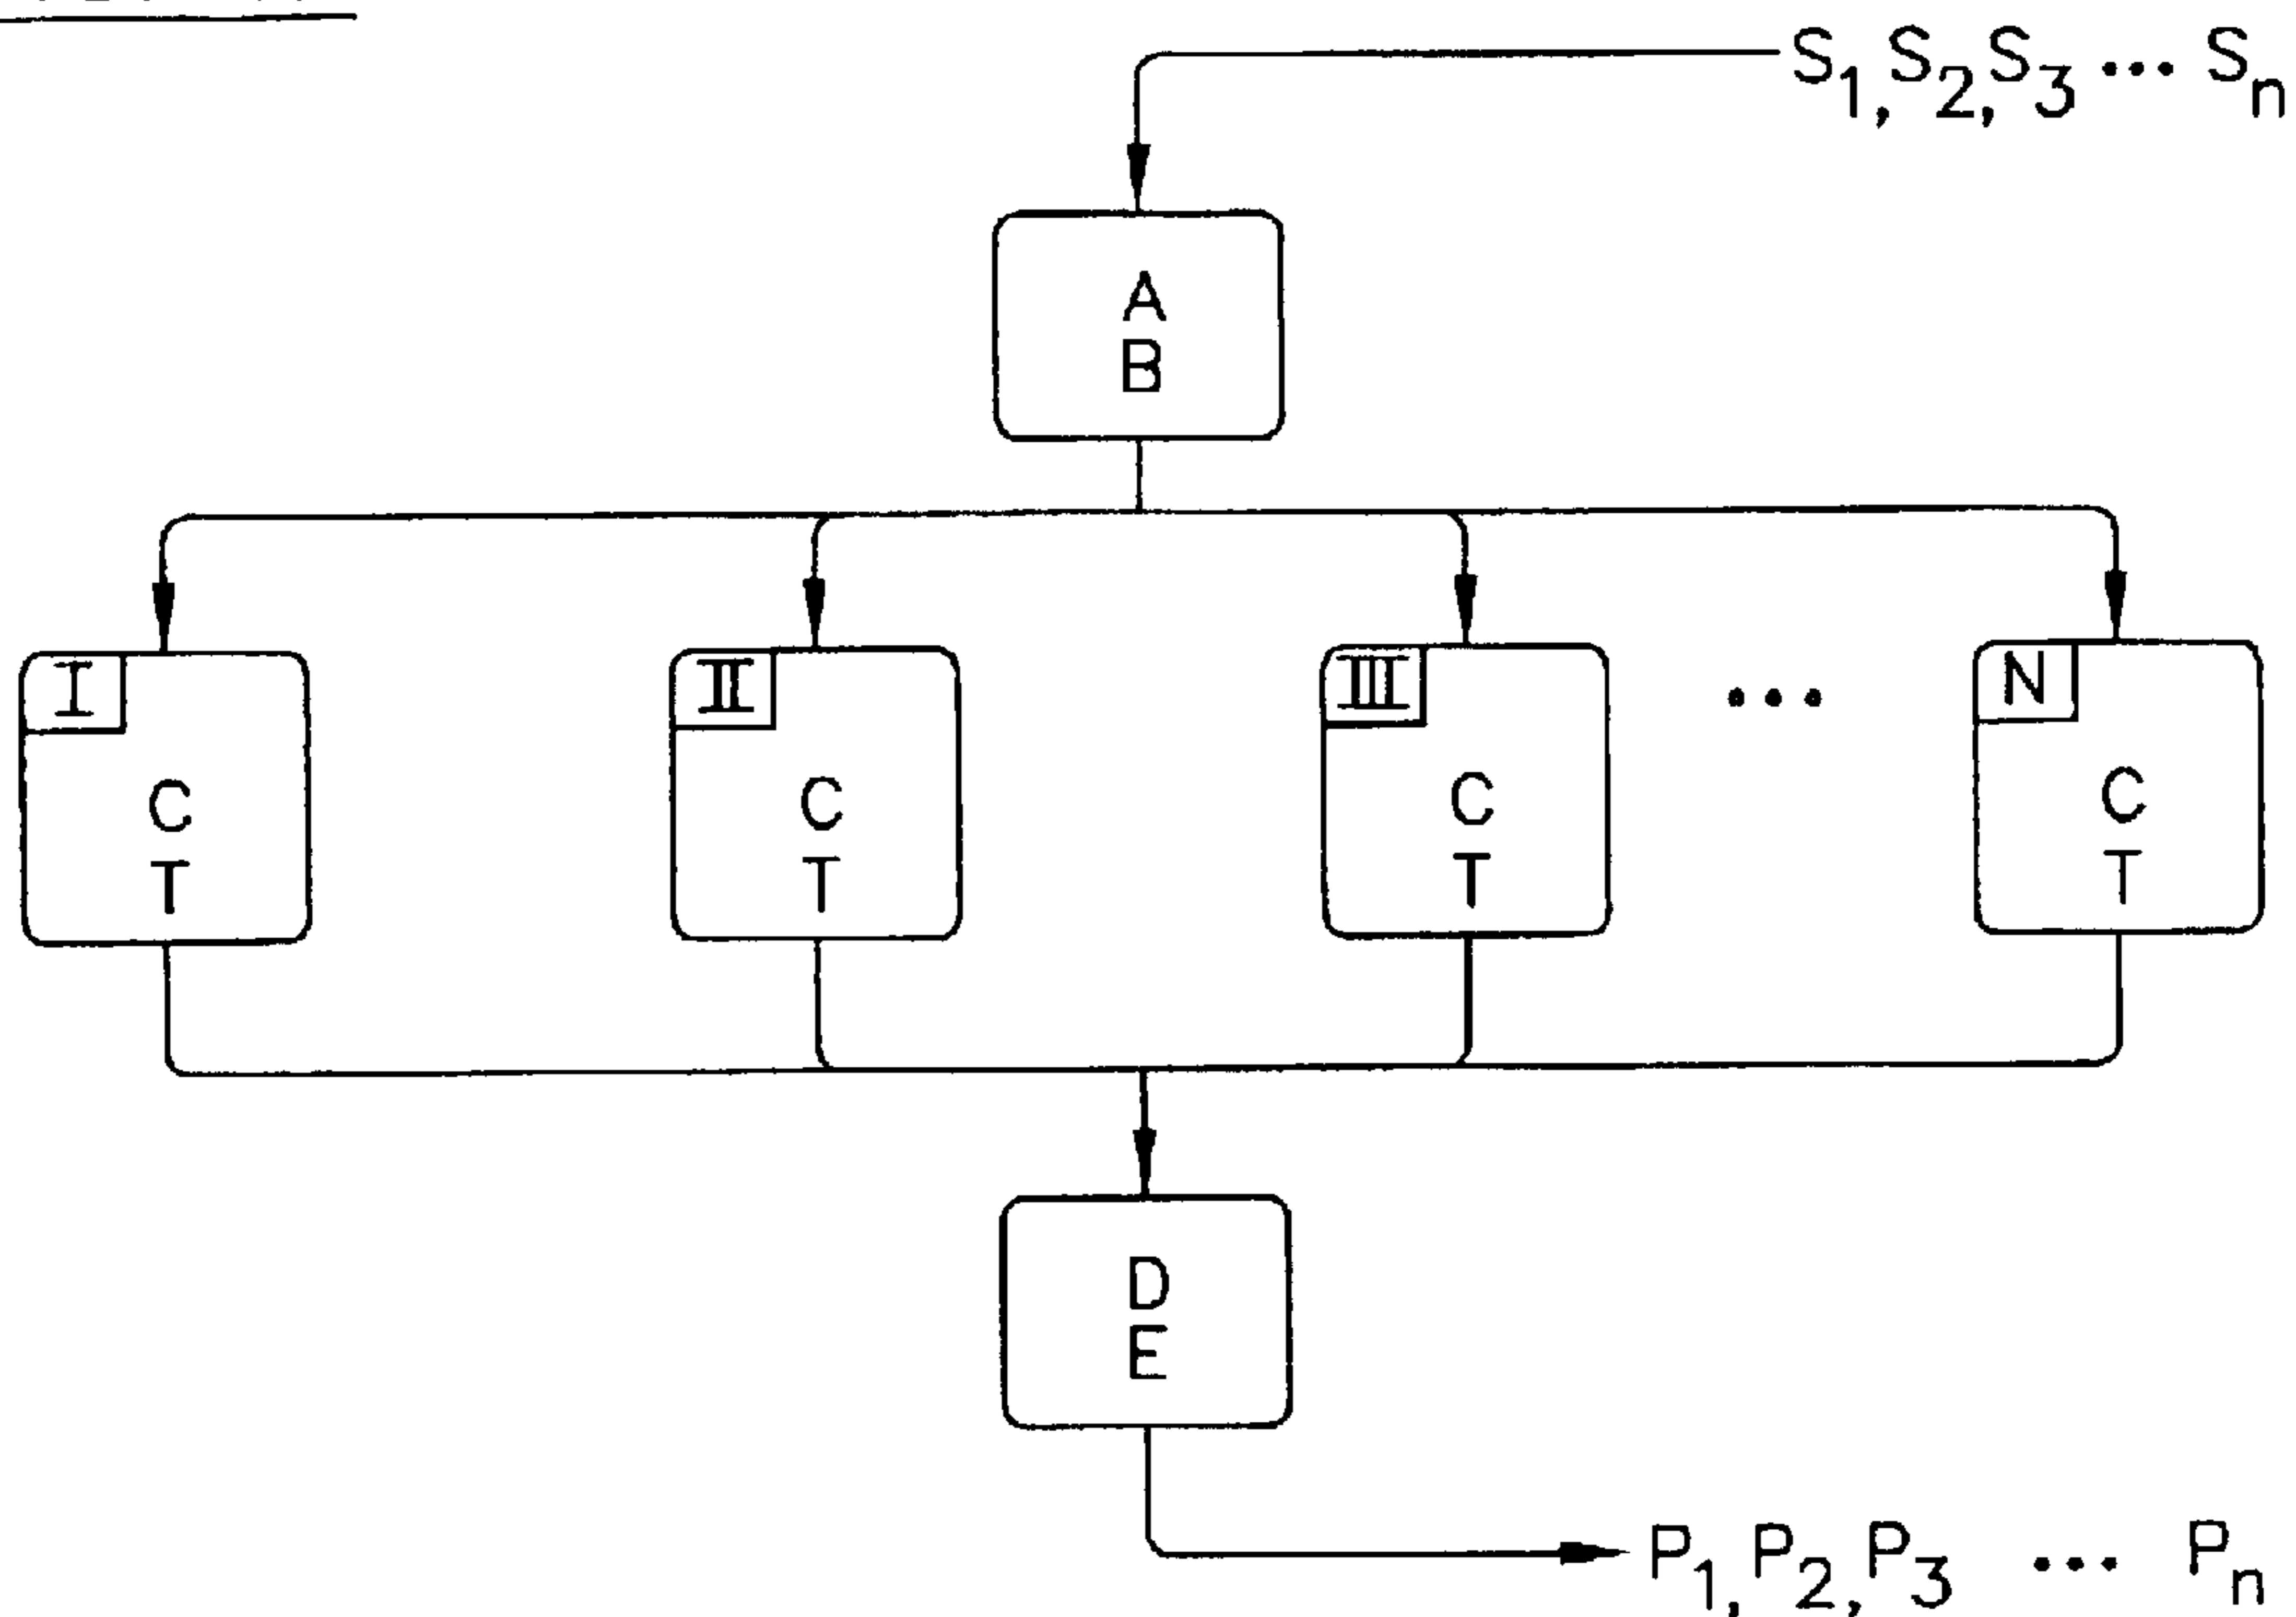 S1, S2, S3 ... Sn
A
B
I
II
III
...
N
C
T
C
T
C
T
C
T
D
E
P1, P2, P3 ... Pn